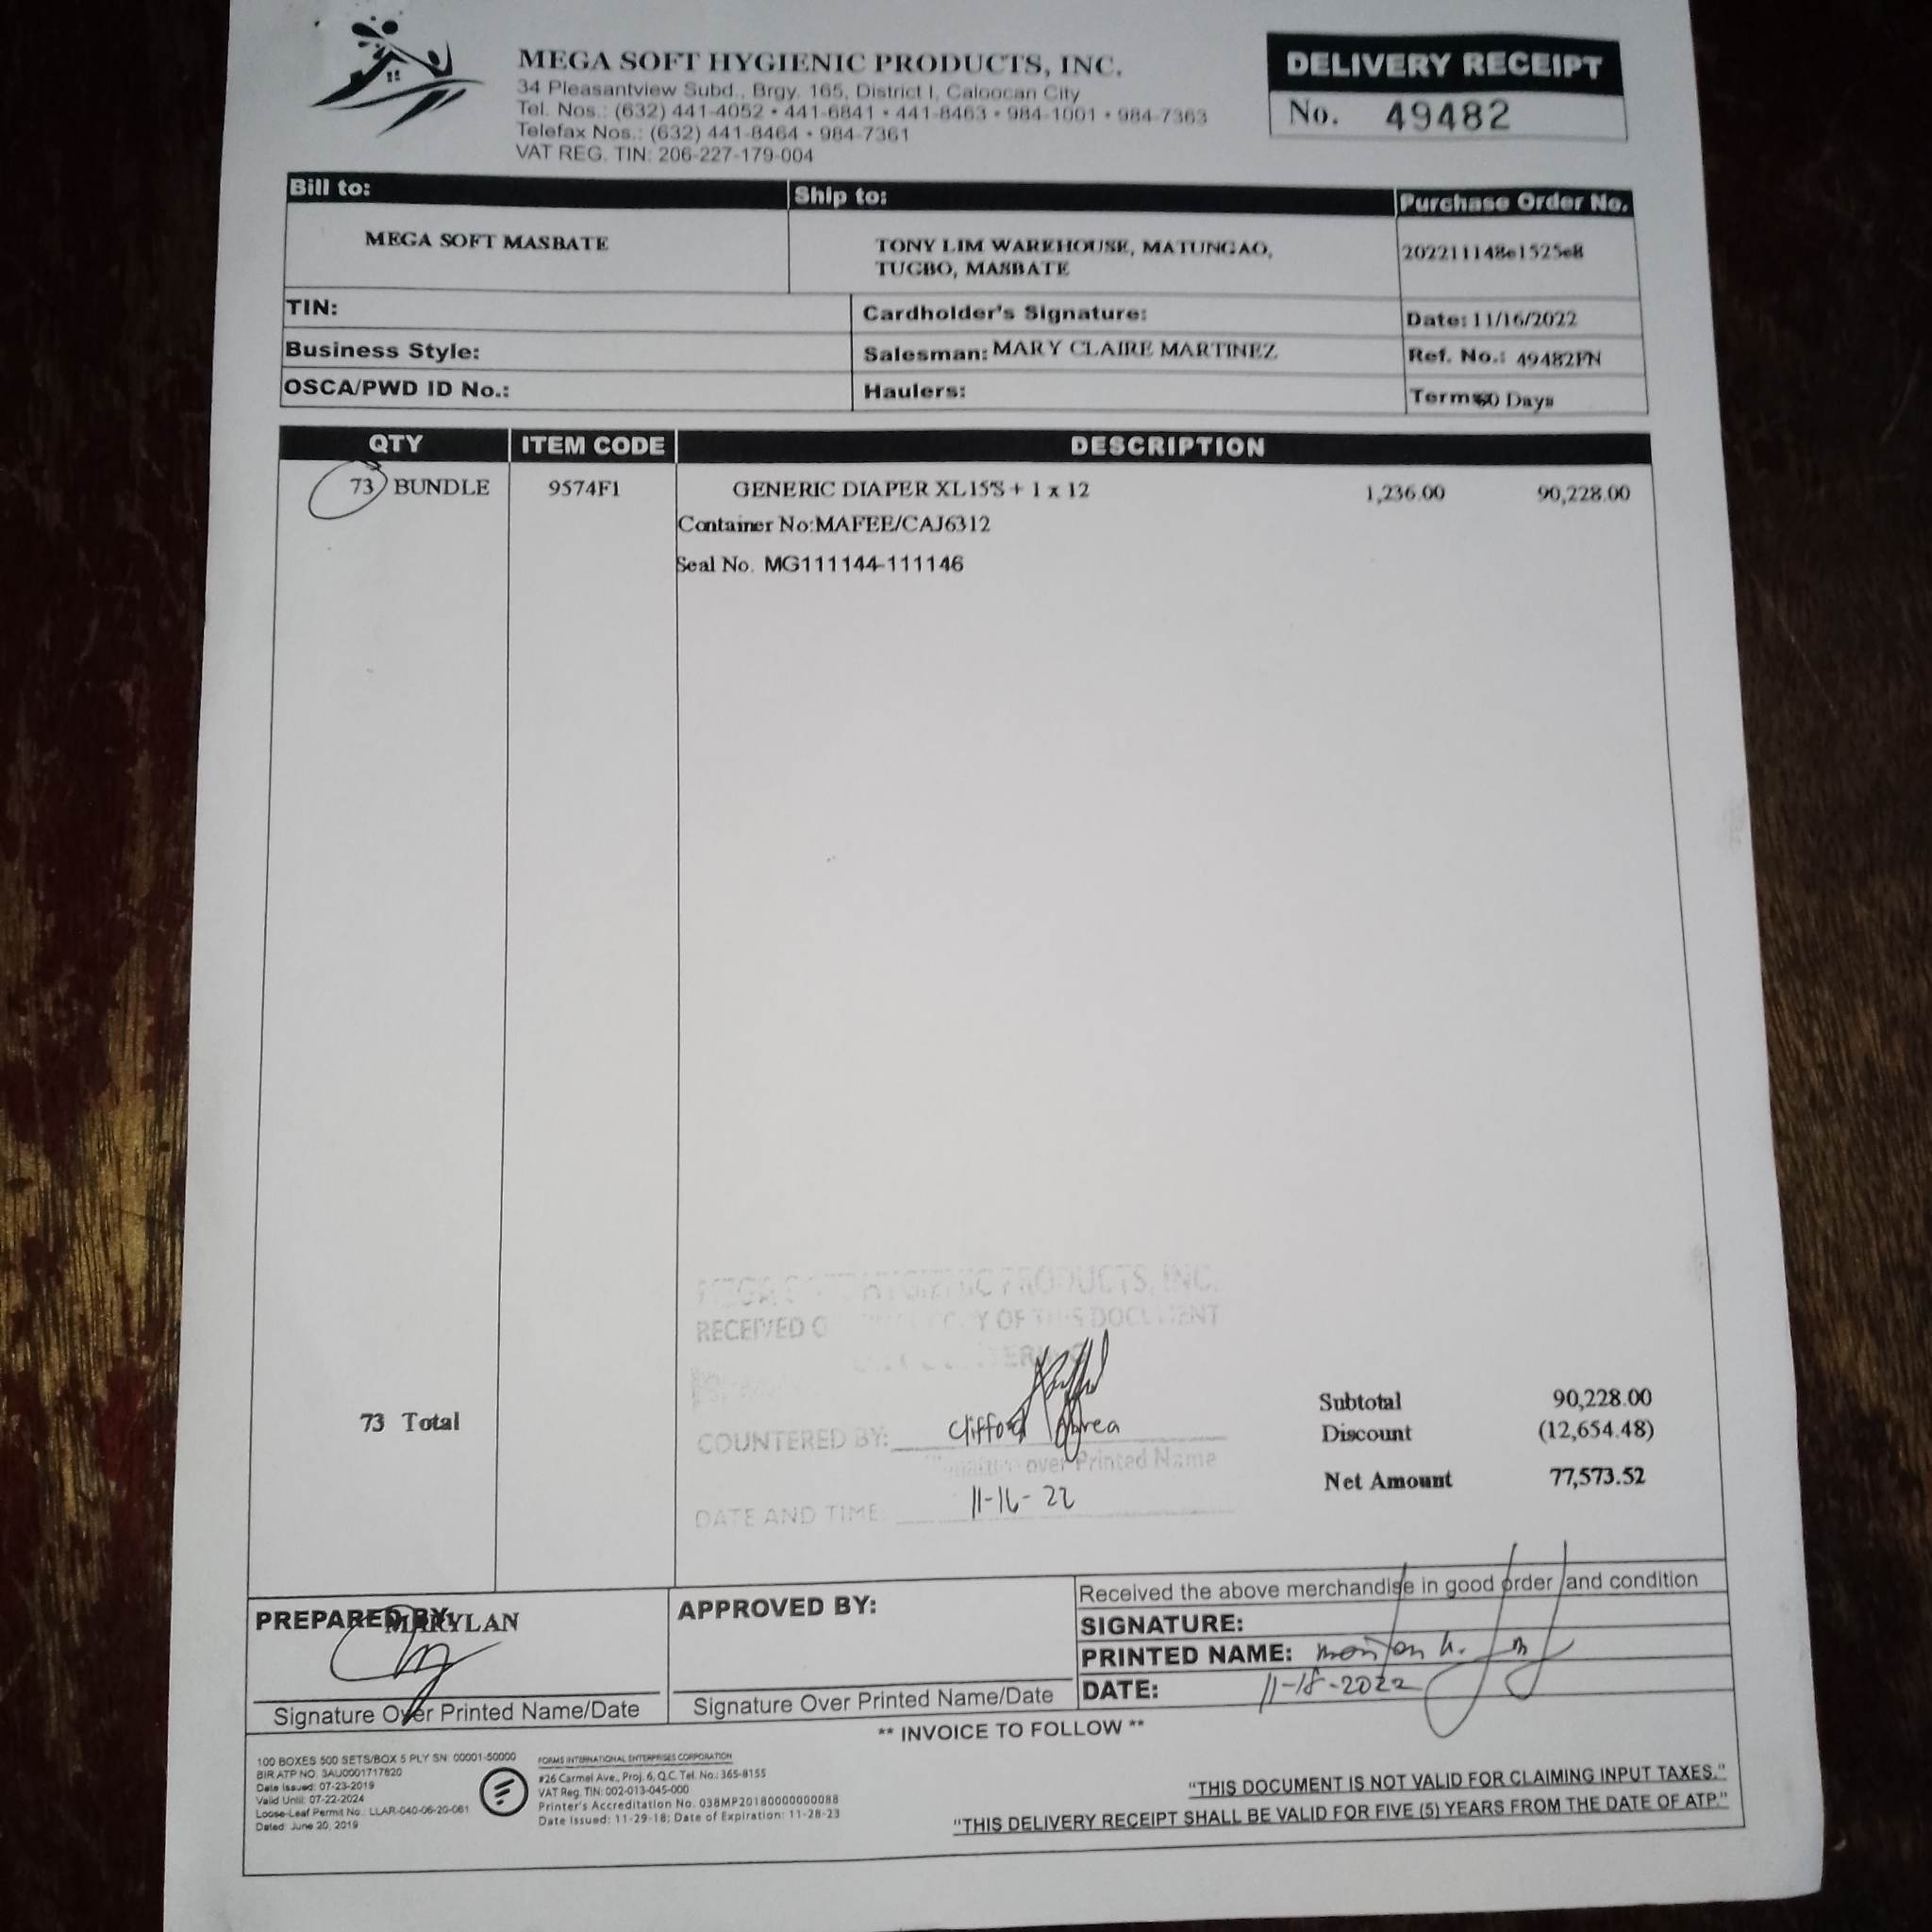 MEGA SOFT HYGIENIC PRODUCTS, INC.
34 Pleasantview Subd., Brgy. 165, District I, Caloocan City
Tel. Nos.: (632) 441-4052 • 441-6841 • 441-8463 • 984-1001 • 984-7363
Telefax Nos.: (632) 441-8464 • 984-7361
VAT REG. TIN: 206-227-179-004
DELIVERY RECEIPT
No. 49482
Bill to: Ship to: Purchase Order No.
MEGA SOFT MASBATE
TONY LIM WAREHOUSE, MATUNGAO,
TUGBO, MASBATE
202211148e1525e8
TIN: Cardholder's Signature: Date: 11/16/2022
Business Style: Salesman: MARY CLAIRE MARTINEZ Ref. No.: 49482FN
OSCA/PWD ID No.: Haulers: Terms 0 Days
QTY ITEM CODE DESCRIPTION
73 BUNDLE 9574F1 GENERIC DIAPER XL15'S + 1 x 12 1,236.00 90,228.00
Container No:MAFEE/CAJ6312
Seal No. MG111144-111146
PRODUCTS, INC.
RECEIVED
OF THIS DOCUMENT
73 Total
Subtotal 90,228.00
Discount (12,654.48)
Net Amount 77,573.52
COUNTERED BY: Clifford
over Printed Name
DATE AND TIME 11-16-22
PREPARED BY: MARYLAN
Signature Over Printed Name/Date
APPROVED BY:
Signature Over Printed Name/Date
Received the above merchandise in good order and condition
SIGNATURE:
PRINTED NAME:
DATE: 11-18-2022
** INVOICE TO FOLLOW **
100 BOXES 500 SETS/BOX 5 PLY SN: 00001-50000
BIR ATP NO. 3AU0001717820
Date Issued: 07-23-2019
Valid Until: 07-22-2024
Loose-Leaf Permit No.: LLAR-040-06-20-061
Dated: June 20, 2019
FORMS INTERNATIONAL ENTERPRISES CORPORATION
#26 Carmel Ave., Proj. 6, Q.C. Tel. No.: 365-8155
VAT Reg. TIN: 002-013-045-000
Printer's Accreditation No. 038MP20180000000088
Date Issued: 11-29-18; Date of Expiration: 11-28-23
"THIS DOCUMENT IS NOT VALID FOR CLAIMING INPUT TAXES."
"THIS DELIVERY RECEIPT SHALL BE VALID FOR FIVE (5) YEARS FROM THE DATE OF ATP."